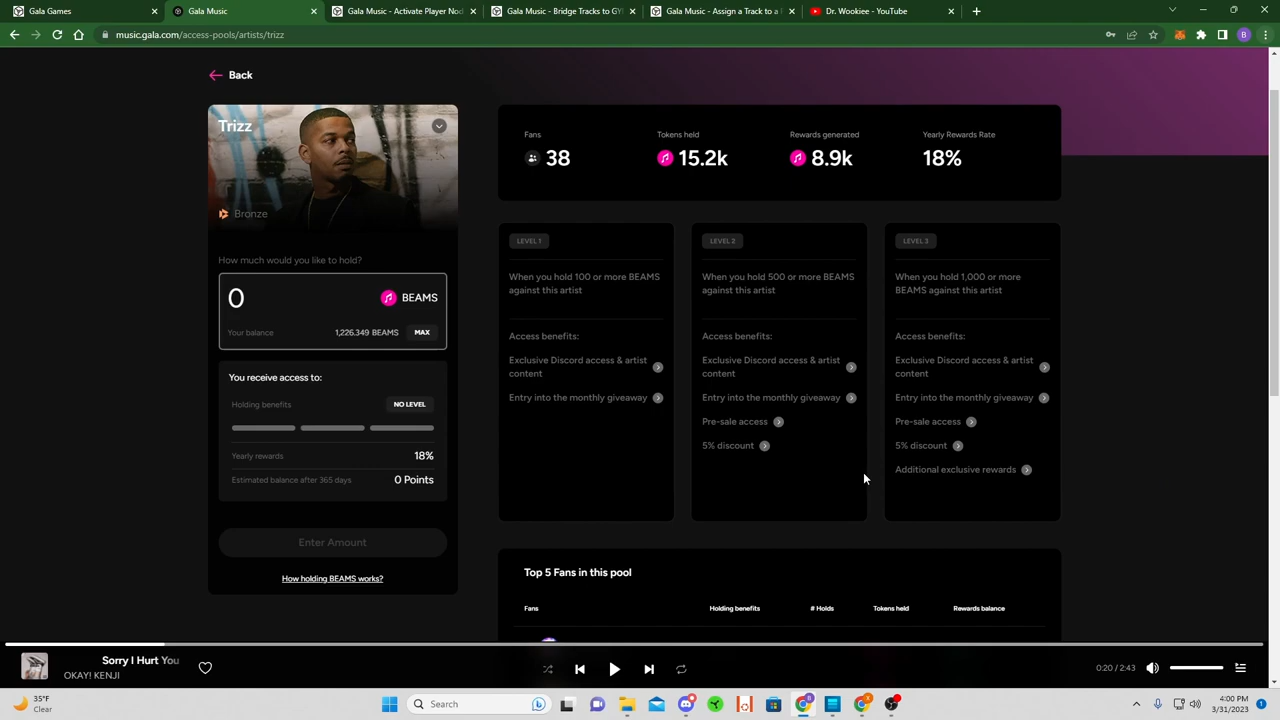 Gala Games
Gala Music
Gala Music - Activate Player Nod
Gala Music - Bridge Tracks to GY!
Gala Music - Assign a Track to a
Dr. Wookiee - YouTube
music.gala.com/access-pools/artists/trizz
B
Back
Trizz
Bronze
How much would you like to hold?
0 BEAMS
Your balance 1,226.349 BEAMS MAX
You receive access to:
Holding benefits NO LEVEL
Yearly rewards 18%
Estimated balance after 365 days 0 Points
Enter Amount
How holding BEAMS works?
Fans Tokens held Rewards generated Yearly Rewards Rate
38 15.2k 8.9k 18%
LEVEL 1
When you hold 100 or more BEAMS
against this artist
Access benefits:
Exclusive Discord access & artist
content
Entry into the monthly giveaway
LEVEL 2
When you hold 500 or more BEAMS
against this artist
Access benefits:
Exclusive Discord access & artist
content
Entry into the monthly giveaway
Pre-sale access
5% discount
LEVEL 3
When you hold 1,000 or more
BEAMS against this artist
Access benefits:
Exclusive Discord access & artist
content
Entry into the monthly giveaway
Pre-sale access
5% discount
Additional exclusive rewards
Top 5 Fans in this pool
Fans Holding benefits # Holds Tokens held Rewards balance
Sorry I Hurt You
OKAY! KENJI
0:20 / 2:43
35°F
Clear
Search
4:00 PM
3/31/2023